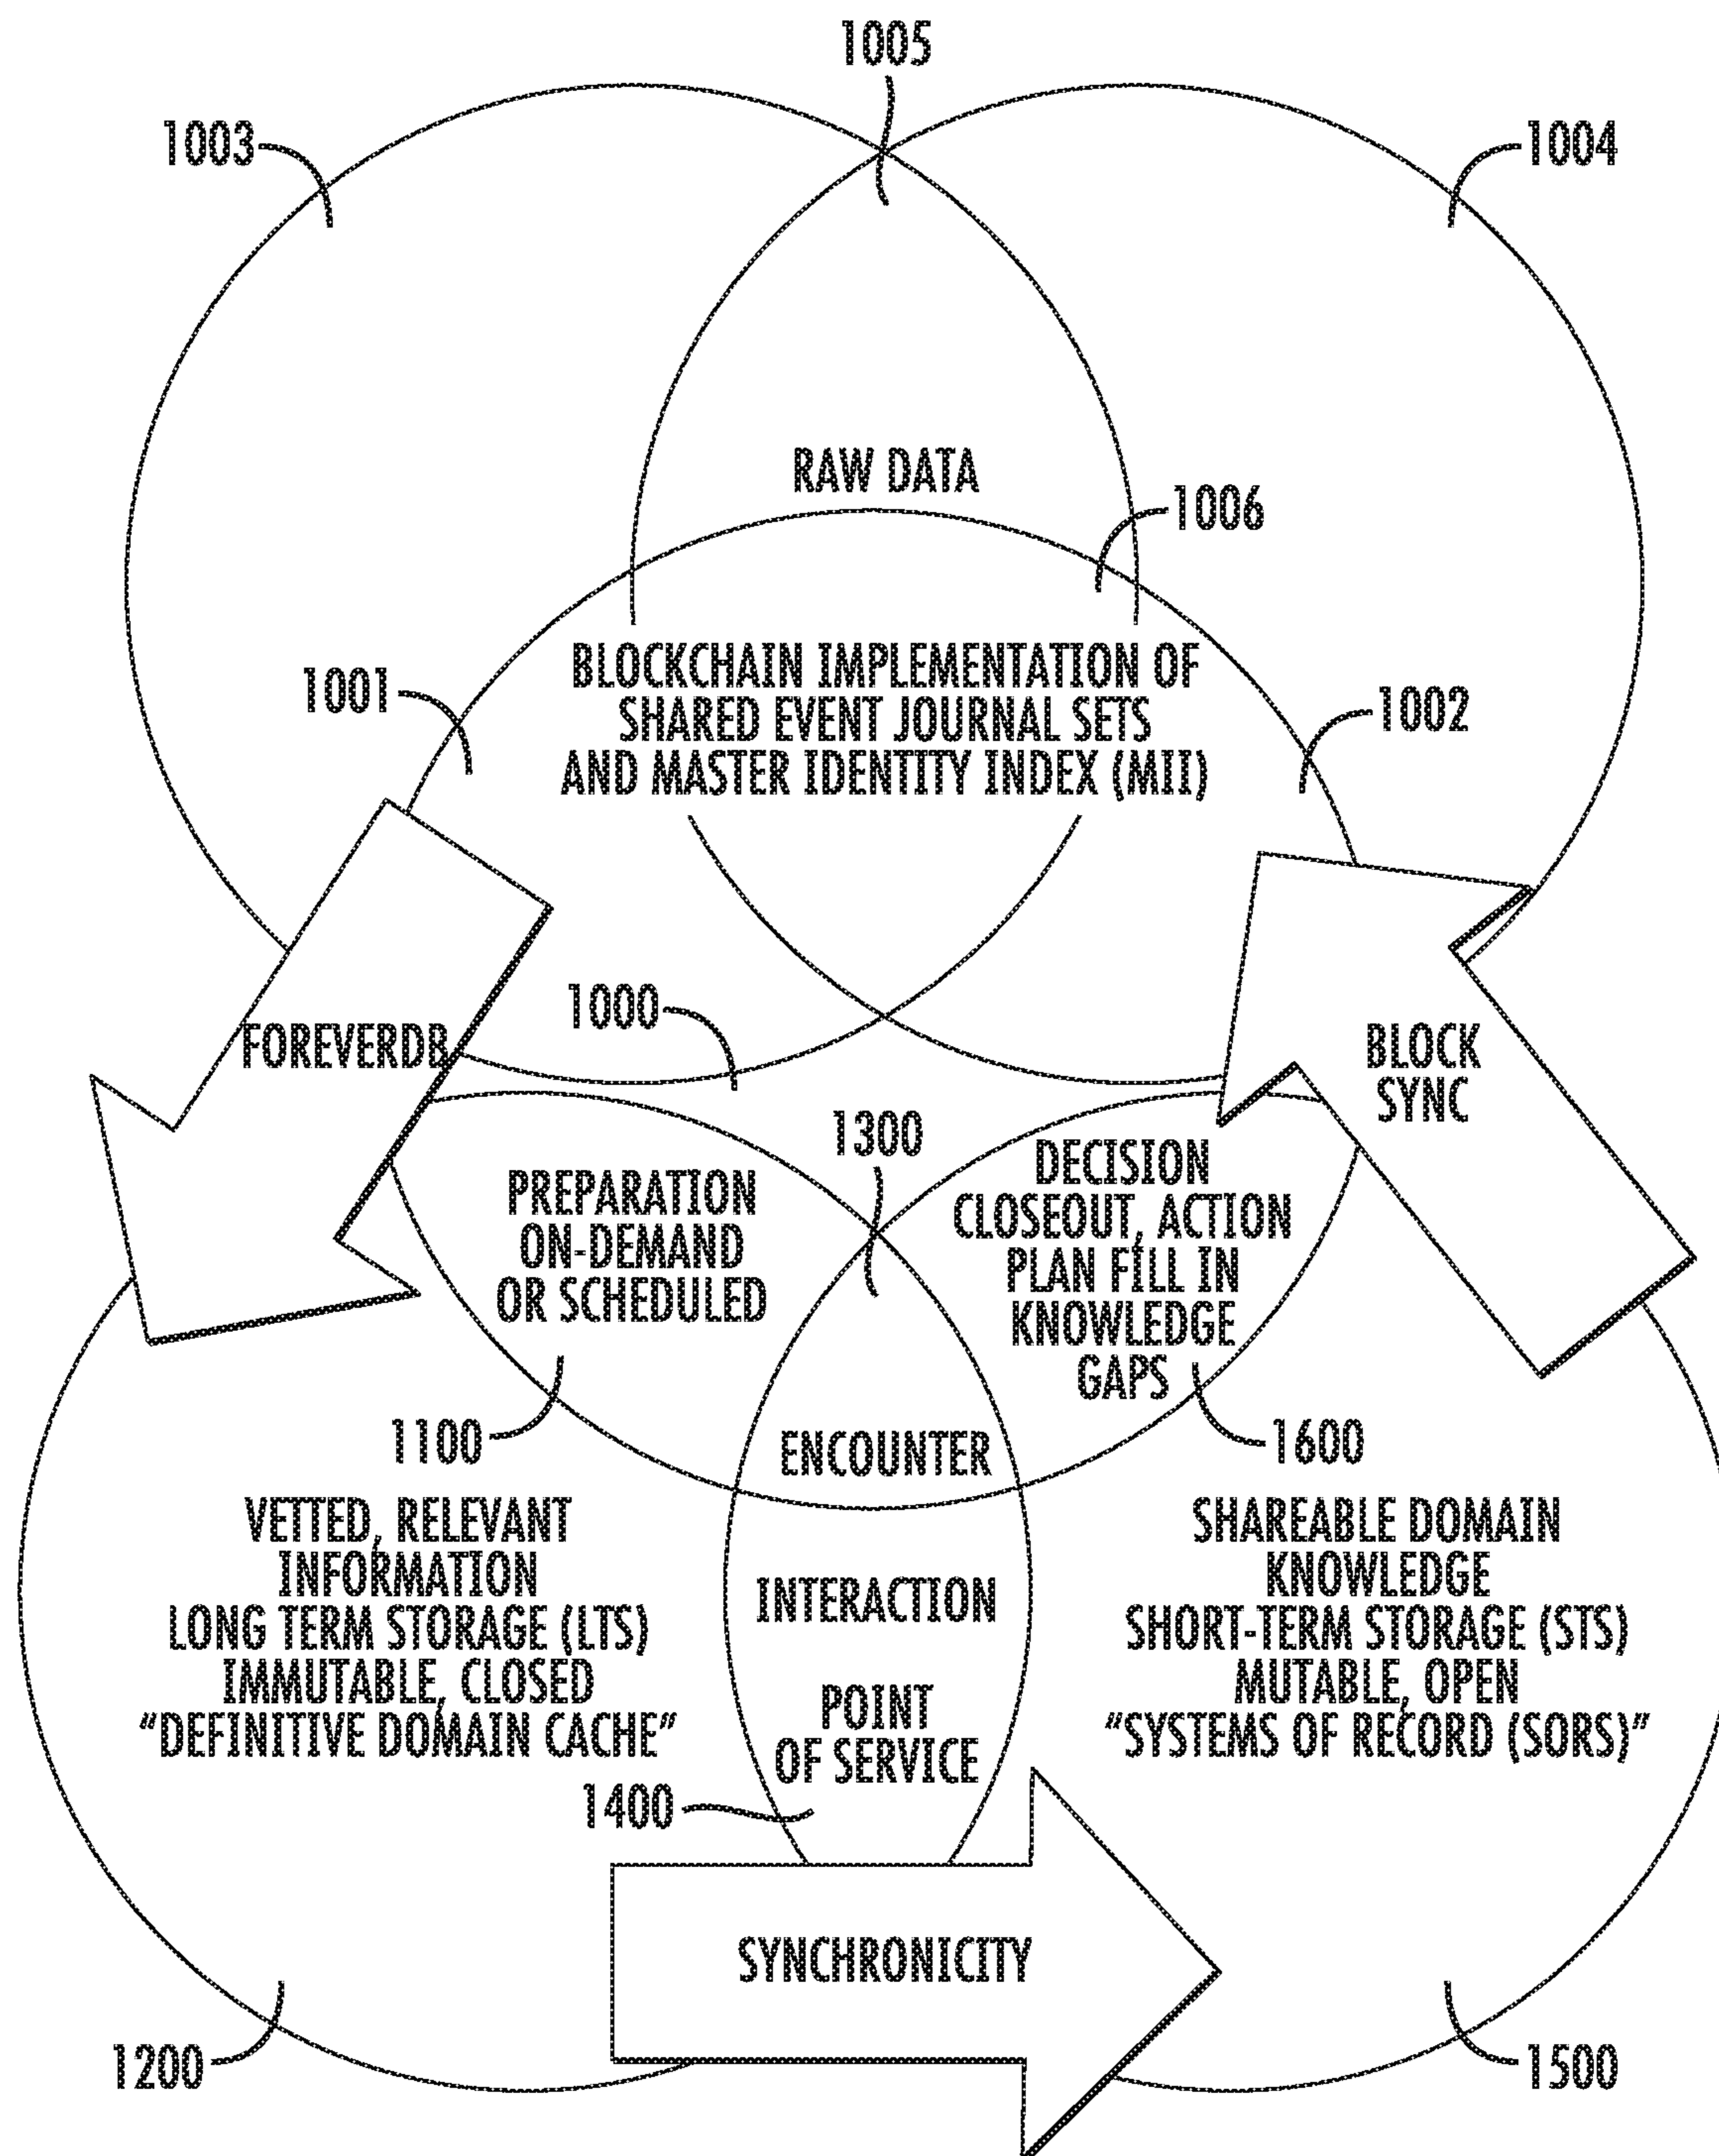 1005
1003
1004
RAW DATA
1006
BLOCKCHAIN IMPLEMENTATION OF
SHARED EVENT JOURNAL SETS
AND MASTER IDENTITY INDEX (MII)
1001
1002
1000
FOREVERDB
BLOCK
SYNC
1300
PREPARATION
ON-DEMAND
OR SCHEDULED
DECISION
CLOSEOUT, ACTION
PLAN FILL IN
KNOWLEDGE
GAPS
1100
ENCOUNTER
1600
VETTED, RELEVANT
INFORMATION
LONG TERM STORAGE (LTS)
IMMUTABLE, CLOSED
"DEFINITIVE DOMAIN CACHE"
INTERACTION
POINT
OF SERVICE
SHAREABLE DOMAIN
KNOWLEDGE
SHORT-TERM STORAGE (STS)
MUTABLE, OPEN
"SYSTEMS OF RECORD (SORS)"
1400
SYNCHRONICITY
1200
1500